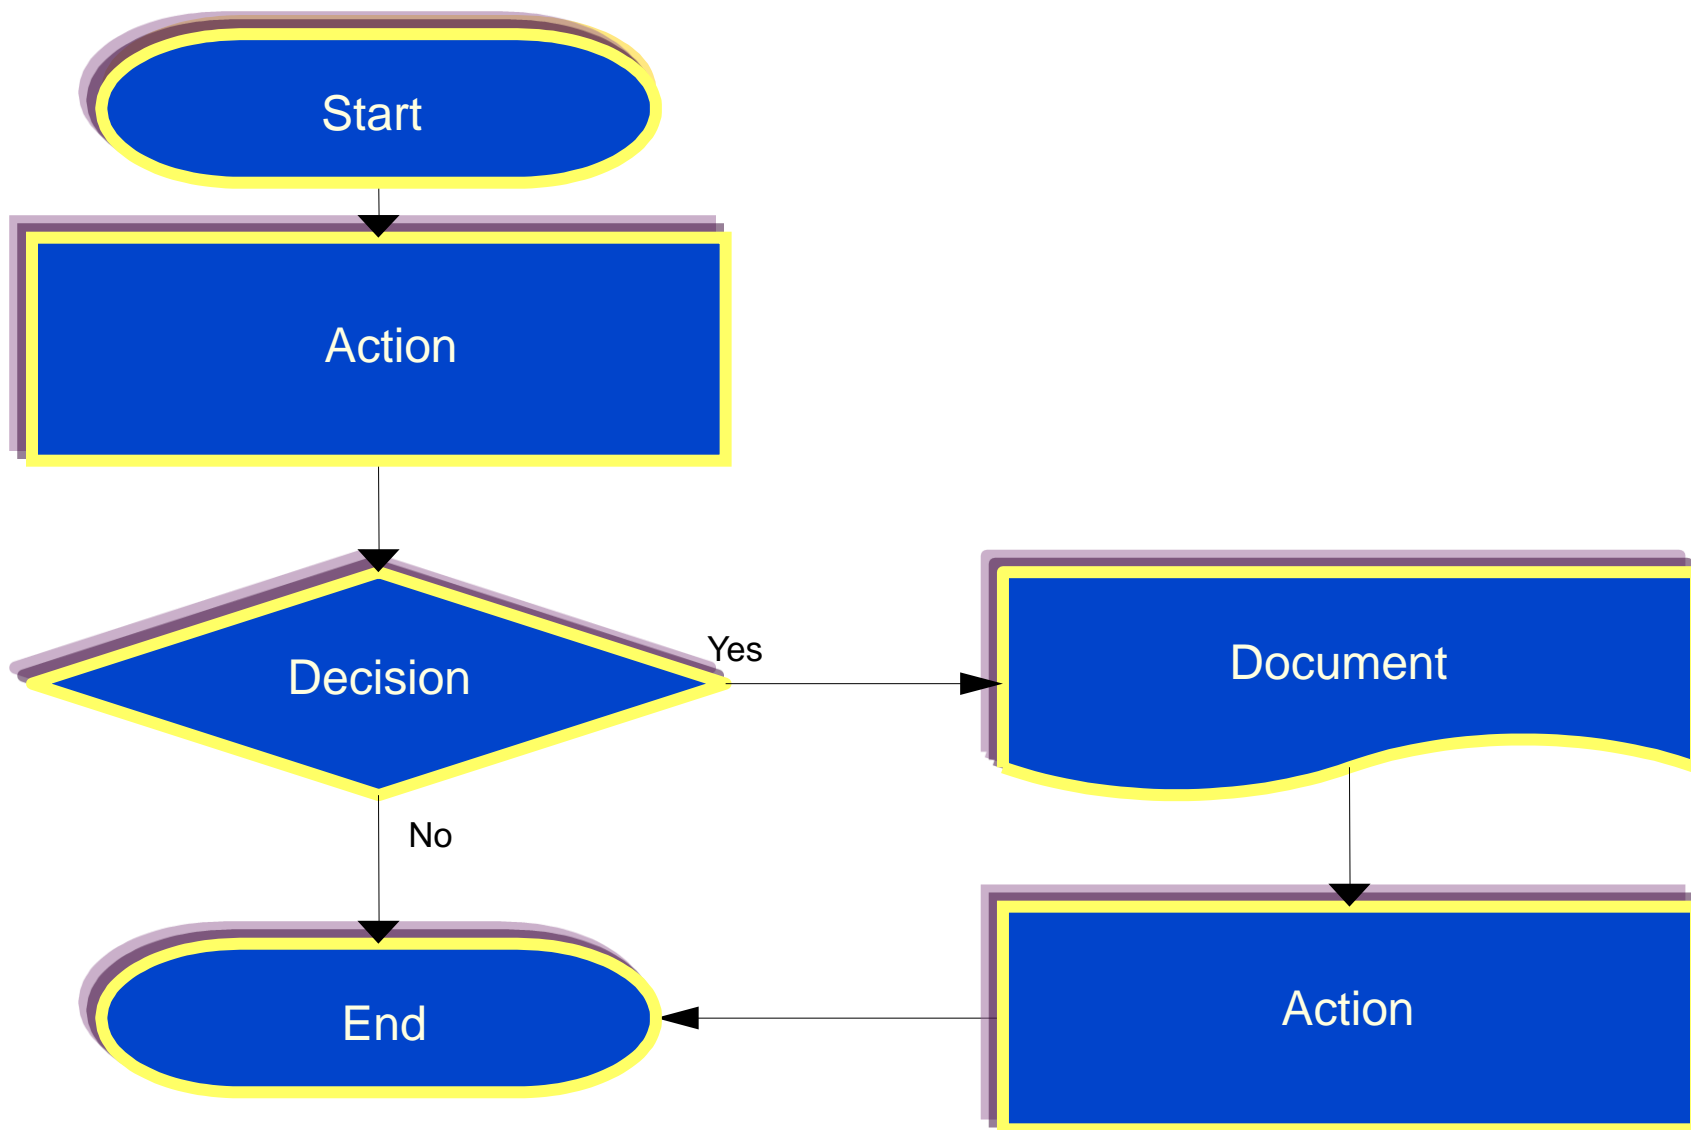 Start
Action
Decision
Yes
Document
No
End
Action